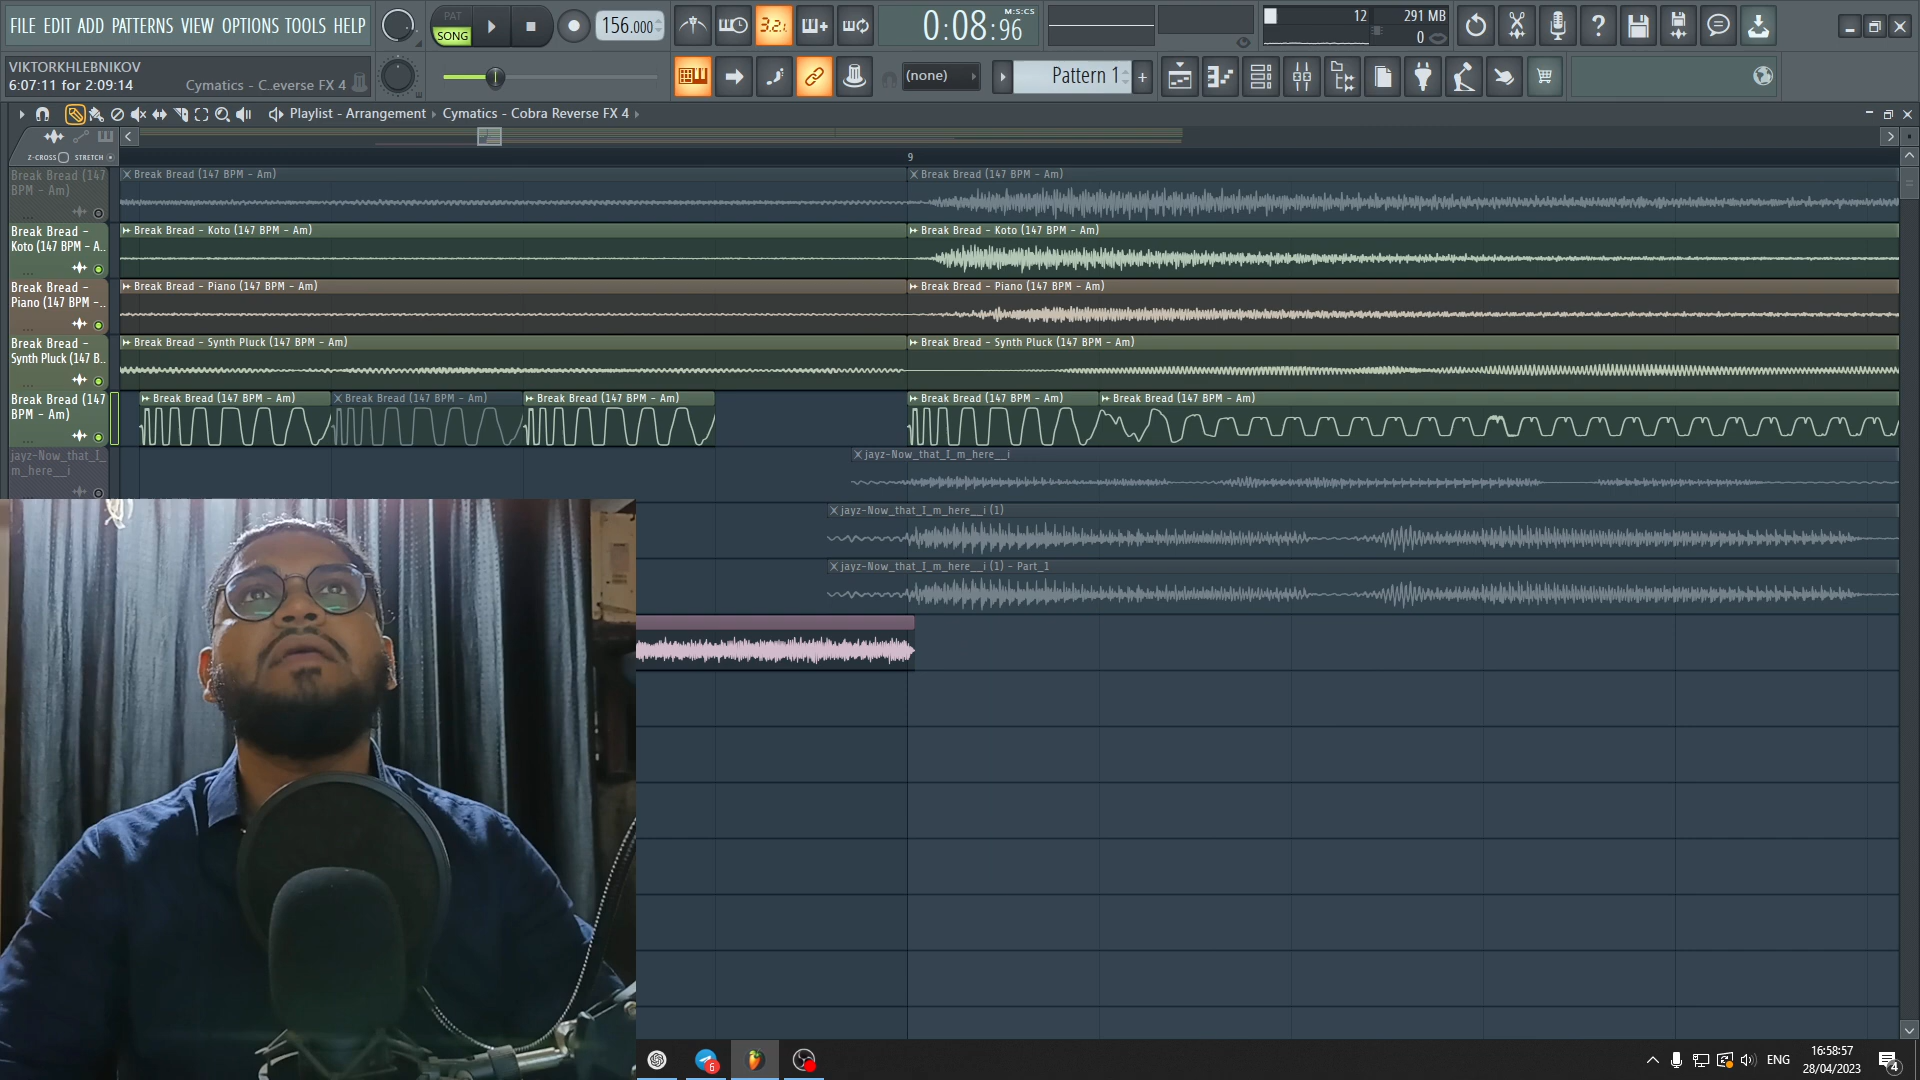 FILE EDIT ADD PATTERNS VIEW OPTIONS TOOLS HELP
PAT
SONG
156.000
3.2.
0:08:96
M:S:CS
12
291 MB
0
VIKTORKHLEBNIKOV
6:07:11 for 2:09:14
Cymatics - C..everse FX 4
(none)
Pattern 1
Playlist - Arrangement › Cymatics - Cobra Reverse FX 4
Z-CROSS STRETCH
9
Break Bread (147 BPM - Am)
Break Bread (147 BPM - Am)
Break Bread (147 BPM - Am)
Break Bread - Koto (147 BPM - A..
Break Bread - Koto (147 BPM - Am)
Break Bread - Koto (147 BPM - Am)
Break Bread - Piano (147 BPM -..
Break Bread - Piano (147 BPM - Am)
Break Bread - Piano (147 BPM - Am)
Break Bread - Synth Pluck (147 B..
Break Bread - Synth Pluck (147 BPM - Am)
Break Bread - Synth Pluck (147 BPM - Am)
Break Bread (147 BPM - Am)
Break Bread (147 BPM - Am)
Break Bread (147 BPM - Am)
Break Bread (147 BPM - Am)
Break Bread (147 BPM - Am)
Break Bread (147 BPM - Am)
jayz-Now_that_I_m_here__i
jayz-Now_that_I_m_here__i
jayz-Now_that_I_m_here__i (1)
jayz-Now_that_I_m_here__i (1) - Part_1
6
ENG
16:58:57
28/04/2023
4